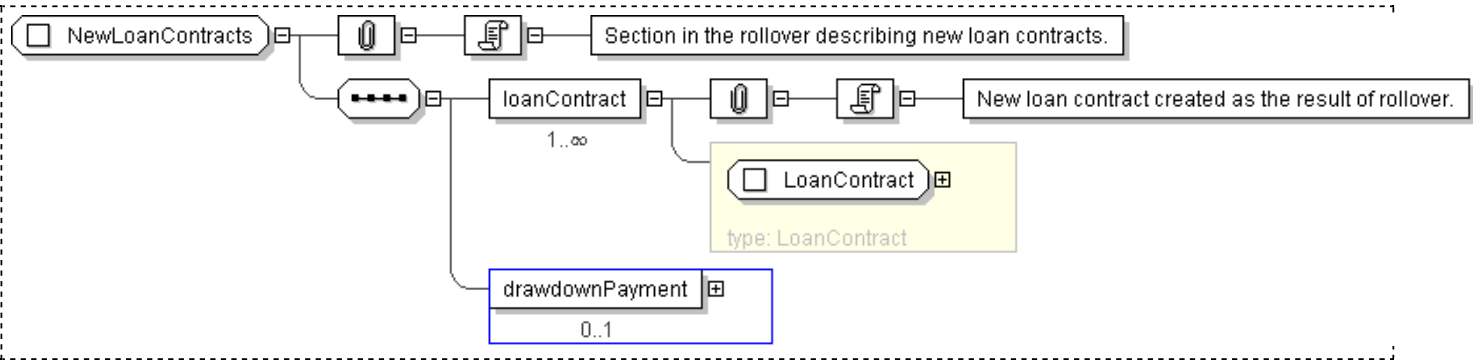 NewLoanContracts
Section in the rollover describing new loan contracts.
loanContract
New loan contract created as the result of rollover.
1..∞
LoanContract
type: LoanContract
drawdownPayment
0..1